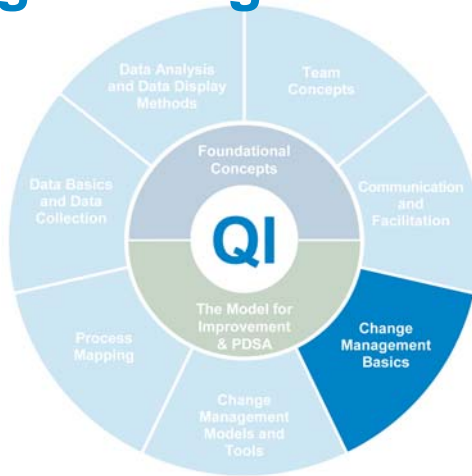 Data Analysis
and Data Display
Methods
Team
Concepts
Foundational
Concepts
Data Basics
and Data
Collection
Communication
and
Facilitation
QI
The Model for
Improvement
& PDSA
Process
Mapping
Change
Management
Basics
Change
Management
Models and
Tools